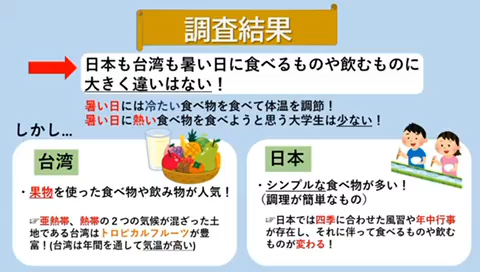 調査結果
日本も台湾も暑い日に食べるものや飲むものに
大きく違いはない！
暑い日には冷たい食べ物を食べて体温を調節！
暑い日に熱い食べ物を食べようと思う大学生は少ない！
しかし…
台湾
・果物を使った食べ物や飲み物が人気！
☞亜熱帯、熱帯の２つの気候が混ざった土
地である台湾はトロピカルフルーツが豊
富！(台湾は年間を通して気温が高い)
日本
・シンプルな食べ物が多い！
（調理が簡単なもの）
☞日本では四季に合わせた風習や年中行事
が存在し、それに伴って食べるものや飲む
ものが変わる！